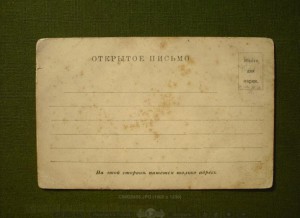 ОТКРЫТОЕ ПИСЬМО.
Мѣсто
для
марки.
На этой сторонѣ пишется только адресъ.